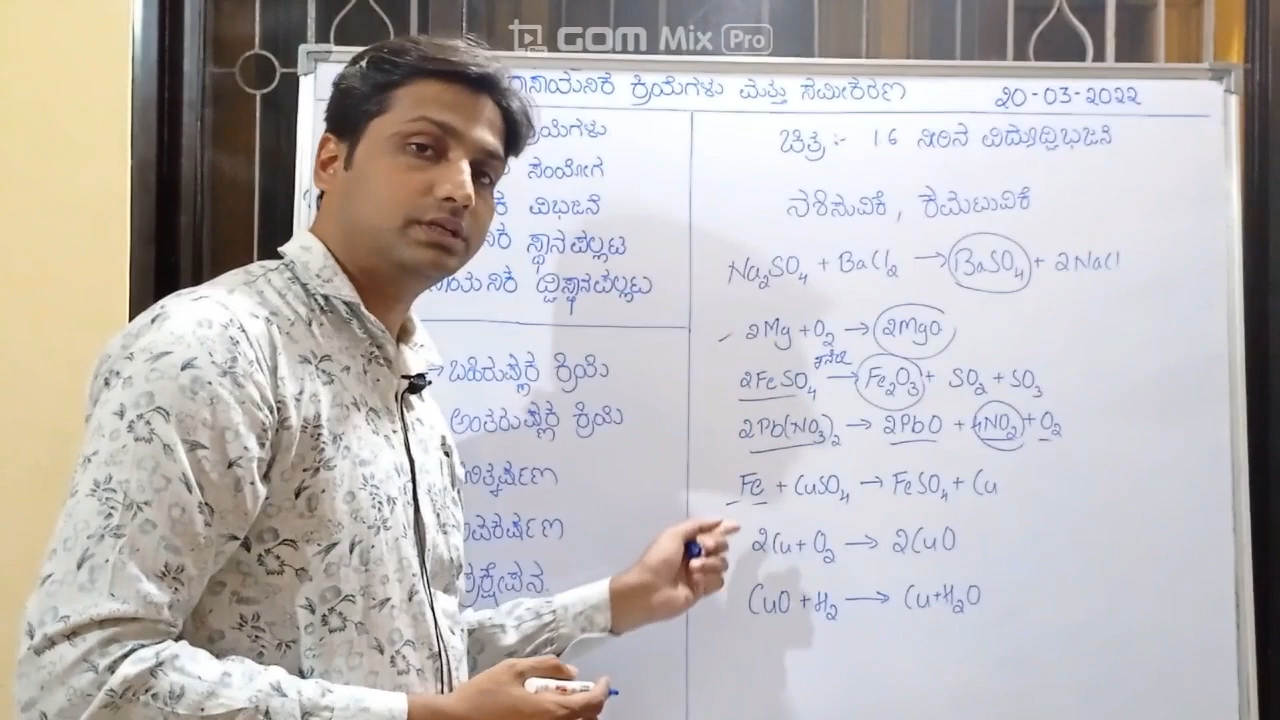 GOM Mix Pro
ರಾಸಾಯನಿಕ ಕ್ರಿಯೆಗಳು ಮತ್ತು ಸಮೀಕರಣ 20-03-2022
ಕ್ರಿಯೆಗಳು
ಸಂಯೋಗ
ವಿಭಜನೆ
ಸ್ಥಾನಪಲ್ಲಟ
ದ್ವಿಸ್ಥಾನಪಲ್ಲಟ
ಬಹಿರುಷ್ಣಕ ಕ್ರಿಯೆ
ಅಂತರುಷ್ಣಕ ಕ್ರಿಯೆ
ಚಿತ್ರ :- 16 ನೀರಿನ ವಿದ್ಯುದ್ವಿಭಜನೆ
ನಶಿಸುವಿಕೆ, ಕಮಟುವಿಕೆ
Na₂SO₄ + BaCl₂ → BaSO₄ + 2NaCl
2Mg + O₂ → 2MgO
2FeSO₄ → Fe₂O₃ + SO₂ + SO₃
2Pb(NO₃)₂ → 2PbO + 4NO₂ + O₂
Fe + CuSO₄ → FeSO₄ + Cu
2Cu + O₂ → 2CuO
CuO + H₂ → Cu + H₂O